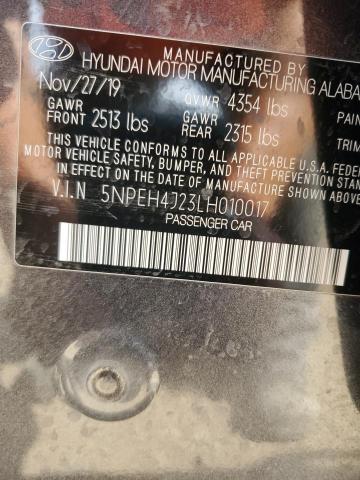 MANUFACTURED BY
HYUNDAI MOTOR MANUFACTURING ALABA
Nov/27/19 GVWR 4354 lbs PAIN
GAWR FRONT 2513 lbs GAWR REAR 2315 lbs TRIM
THIS VEHICLE CONFORMS TO ALL APPLICABLE U.S.A FEDERAL
MOTOR VEHICLE SAFETY, BUMPER, AND THEFT PREVENTION STAN
IN EFFECT ON THE DATE OF MANUFACTURE SHOWN ABOVE.
V.I.N 5NPEH4J23LH010017
PASSENGER CAR